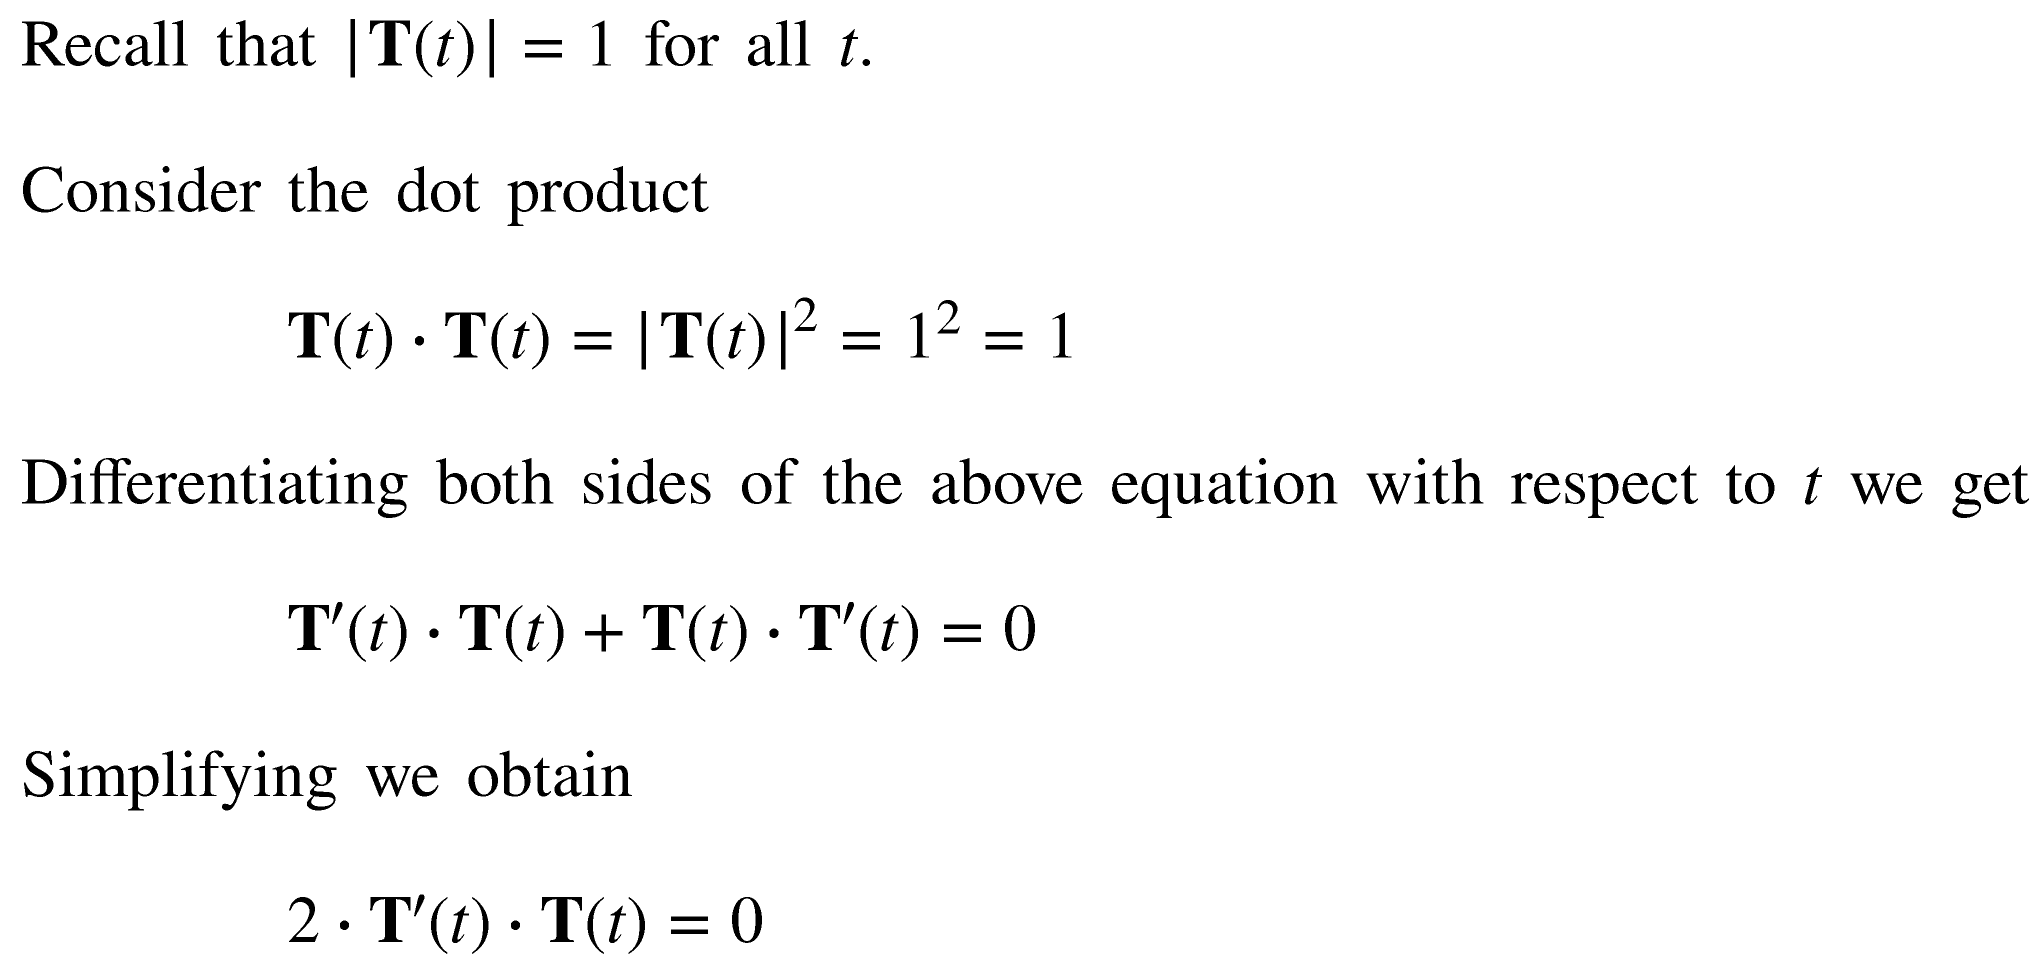 Recall that |𝐓(t)| = 1 for all t.
Consider the dot product
𝐓(t) · 𝐓(t) = |𝐓(t)|² = 1² = 1
Differentiating both sides of the above equation with respect to t we get
𝐓′(t) · 𝐓(t) + 𝐓(t) · 𝐓′(t) = 0
Simplifying we obtain
2 · 𝐓′(t) · 𝐓(t) = 0